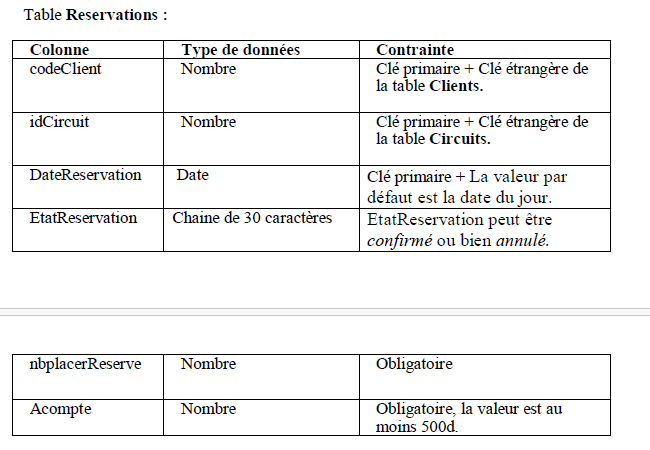 Table Reservations :
Colonne Type de données Contrainte
codeClient Nombre Clé primaire + Clé étrangère de
la table Clients.
idCircuit Nombre Clé primaire + Clé étrangère de
la table Circuits.
DateReservation Date Clé primaire + La valeur par
défaut est la date du jour.
EtatReservation Chaine de 30 caractères EtatReservation peut être
confirmé ou bien annulé.
nbplacerReserve Nombre Obligatoire
Acompte Nombre Obligatoire, la valeur est au
moins 500d.